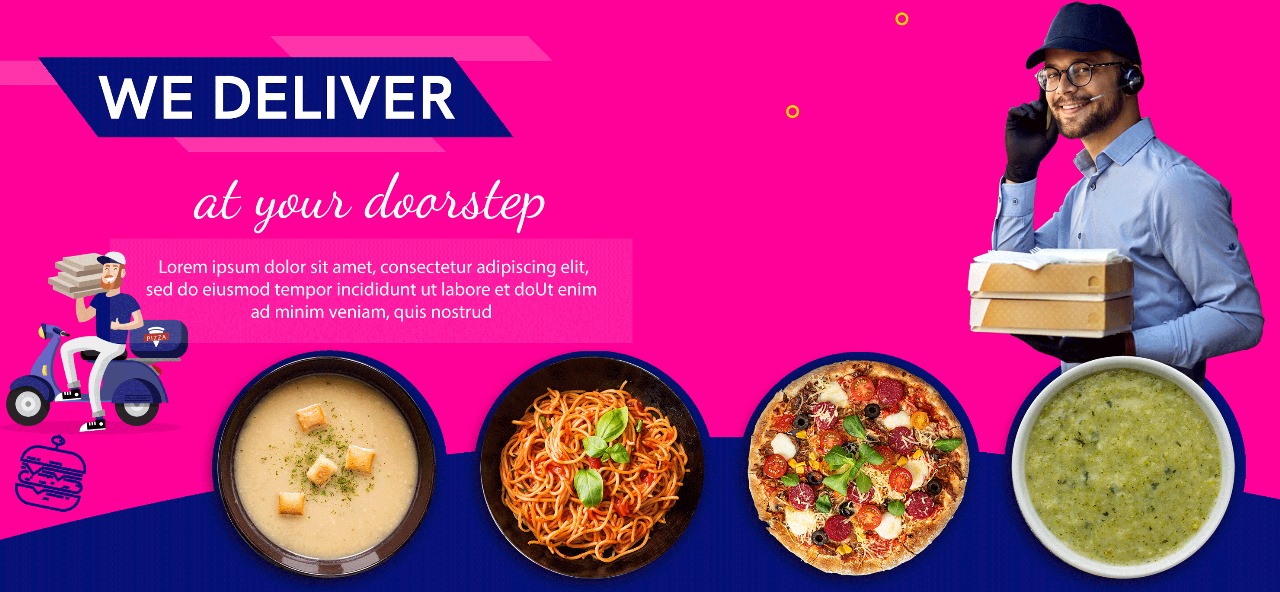 WE DELIVER
at your doorstep
Lorem ipsum dolor sit amet, consectetur adipiscing elit,
sed do eiusmod tempor incididunt ut labore et doUt enim
ad minim veniam, quis nostrud
PIZZA